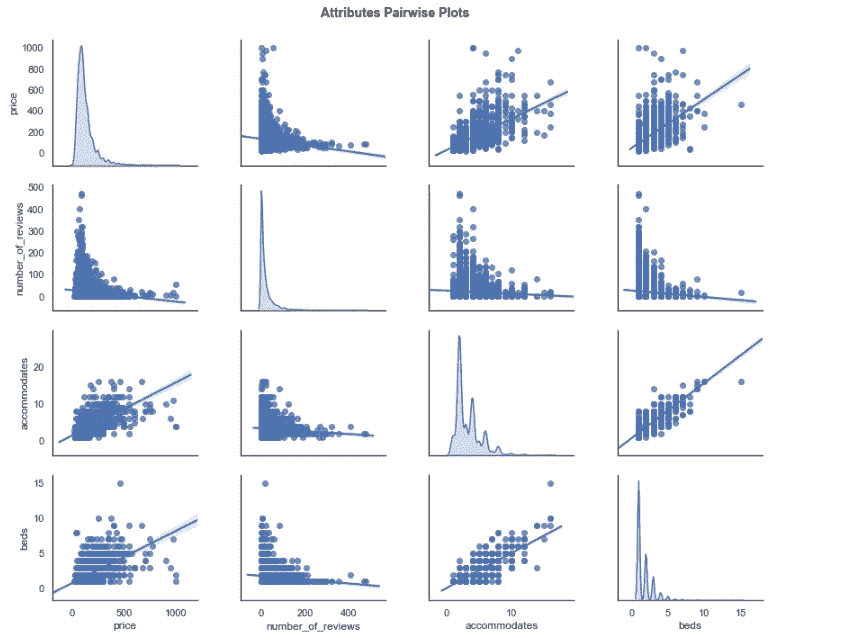 Attributes Pairwise Plots
1000
800
600
400
200
0
price
500
400
300
200
100
0
number_of_reviews
20
10
0
accommodates
15
10
5
0
beds
0 500 1000
price
0 200 400
number_of_reviews
0 10
accommodates
0 5 10 15
beds